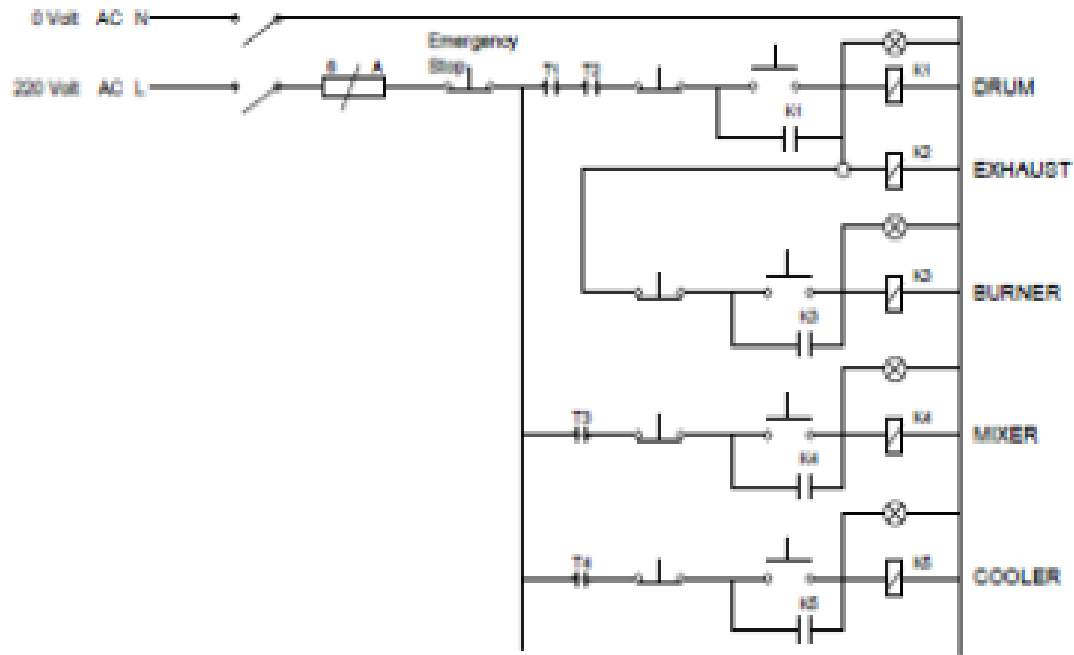 0 Volt AC N
Emergency
Stop
220 Volt AC L
T1 T2
K1
DRUM
K1
K2
EXHAUST
K3
BURNER
K3
T3
K4
MIXER
K4
T4
K5
COOLER
K5